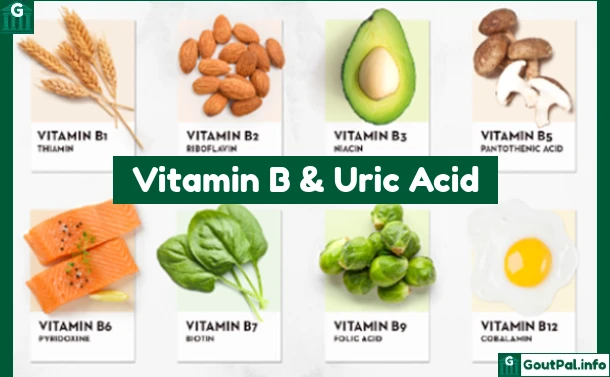 G
VITAMIN B1
THIAMIN
VITAMIN B2
RIBOFLAVIN
VITAMIN B3
NIACIN
VITAMIN B5
PANTOTHENIC ACID
Vitamin B & Uric Acid
VITAMIN B6
PYRIDOXINE
VITAMIN B7
BIOTIN
VITAMIN B9
FOLIC ACID
VITAMIN B12
COBALAMIN
G
GoutPal.info